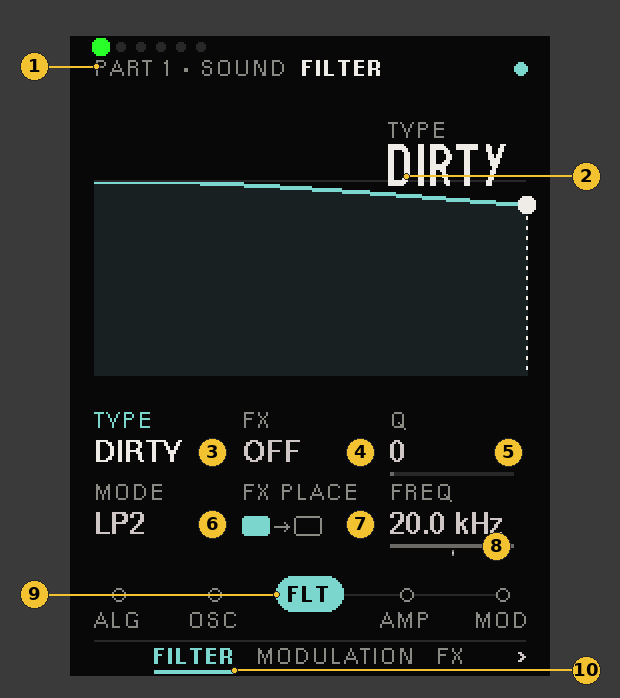 1 PART 1 · SOUND FILTER
TYPE
DIRTY 2
TYPE FX Q
DIRTY 3 OFF 4 0 5
MODE FX PLACE FREQ
LP2 6 → 7 20.0 kHz
8
9 FLT
ALG OSC AMP MOD
FILTER MODULATION FX >
10